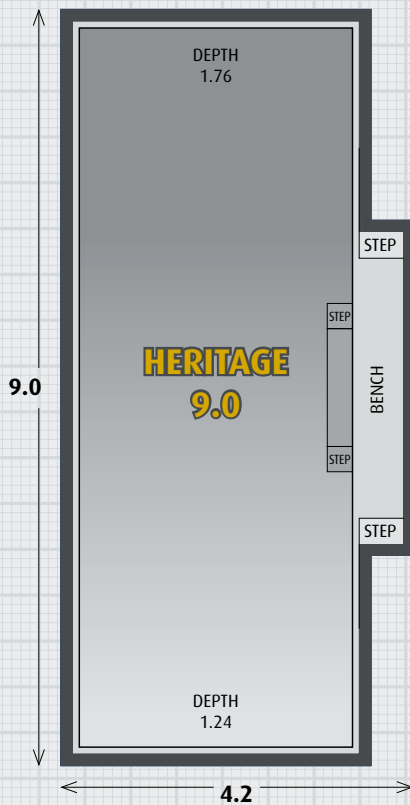 DEPTH
1.76
STEP
STEP
HERITAGE
9.0
9.0
BENCH
STEP
STEP
DEPTH
1.24
4.2